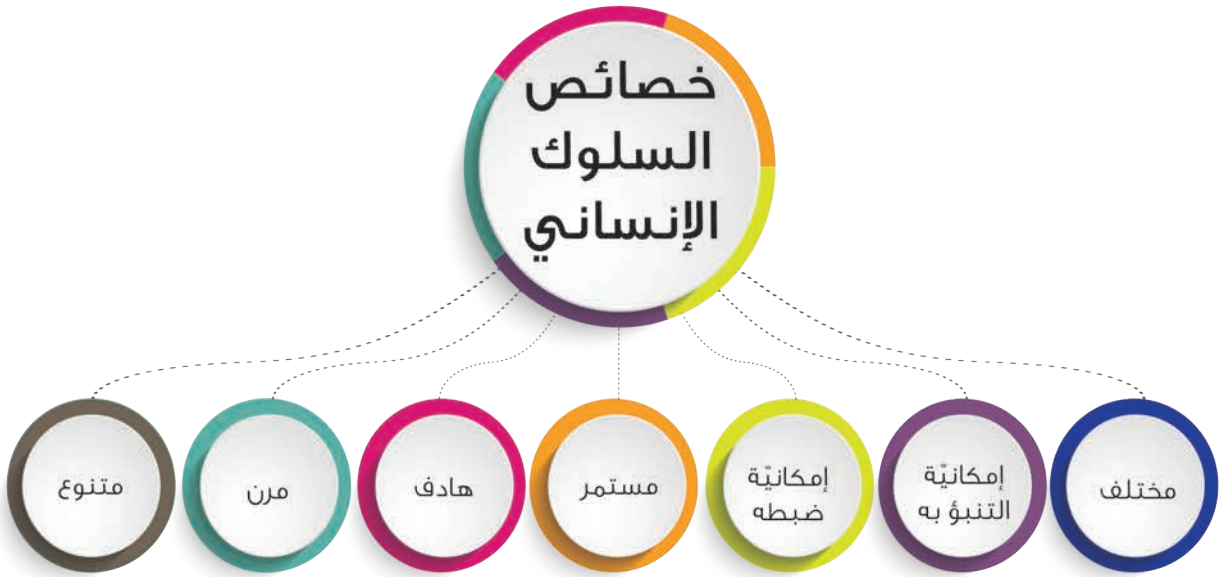 خصائص
السلوك
الإنساني
مختلف
إمكانيّة
التنبؤ به
إمكانيّة
ضبطه
مستمر
هادف
مرن
متنوع